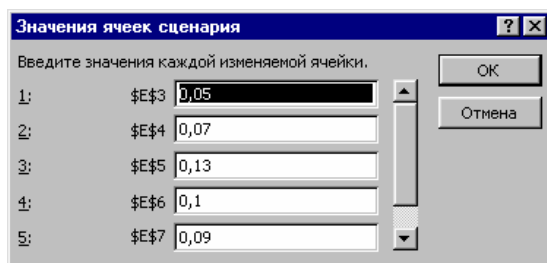 Значения ячеек сценария
Введите значения каждой изменяемой ячейки.
1: $E$3 0,05
2: $E$4 0,07
3: $E$5 0,13
4: $E$6 0,1
5: $E$7 0,09
ОК
Отмена